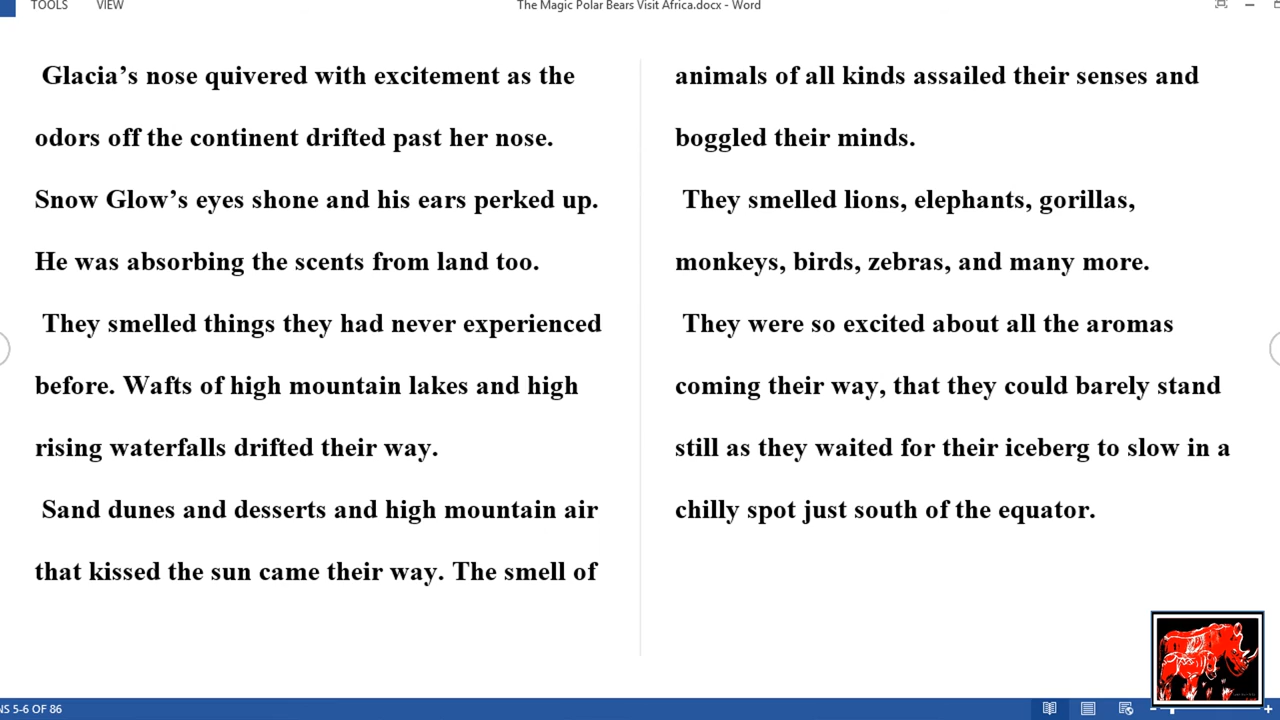 TOOLS VIEW The Magic Polar Bears Visit Africa.docx - Word
Glacia’s nose quivered with excitement as the
odors off the continent drifted past her nose.
Snow Glow’s eyes shone and his ears perked up.
He was absorbing the scents from land too.
They smelled things they had never experienced
before. Wafts of high mountain lakes and high
rising waterfalls drifted their way.
Sand dunes and desserts and high mountain air
that kissed the sun came their way. The smell of
animals of all kinds assailed their senses and
boggled their minds.
They smelled lions, elephants, gorillas,
monkeys, birds, zebras, and many more.
They were so excited about all the aromas
coming their way, that they could barely stand
still as they waited for their iceberg to slow in a
chilly spot just south of the equator.
NS 5-6 OF 86